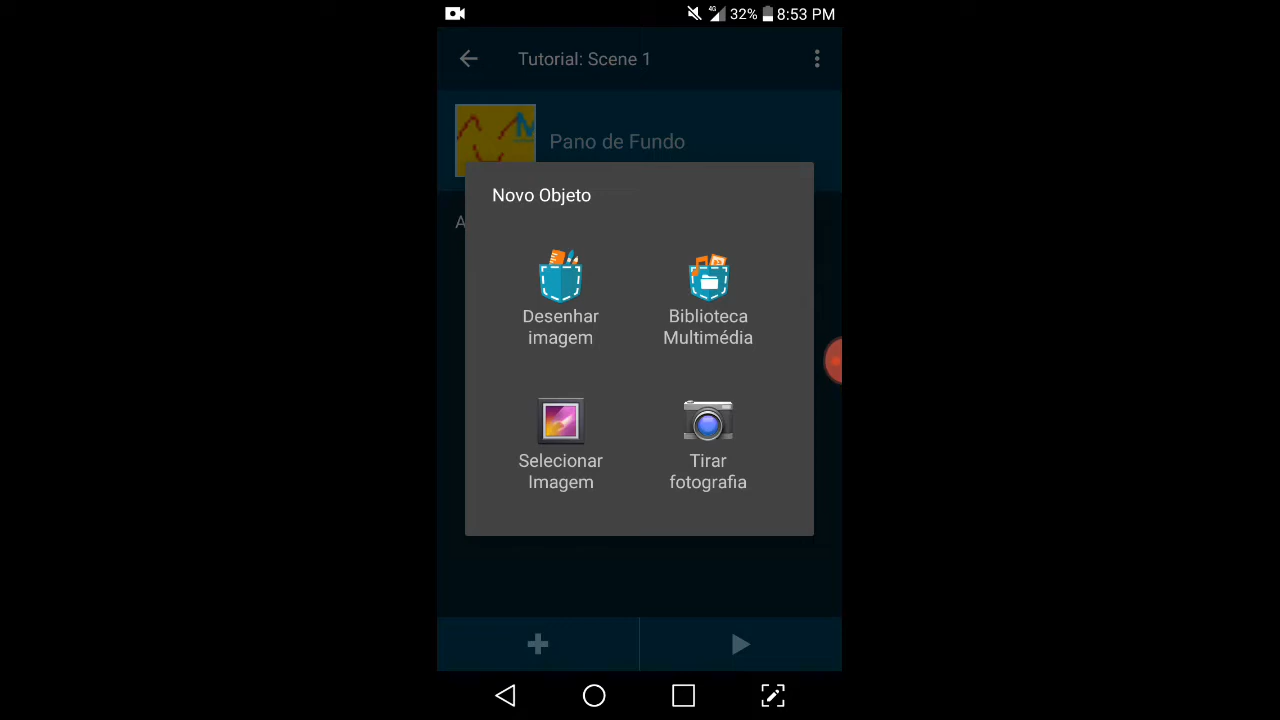 4G 32% 8:53 PM
Tutorial: Scene 1
M
Pano de Fundo
A
Novo Objeto
Desenhar
imagem
Biblioteca
Multimédia
Selecionar
Imagem
Tirar
fotografia